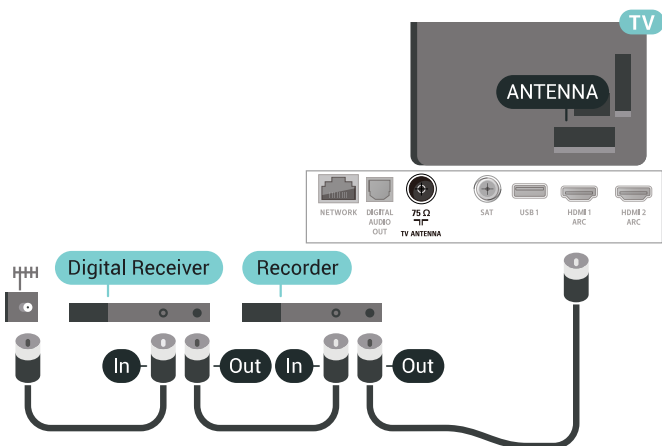 TV
ANTENNA
NETWORK
DIGITAL
AUDIO
OUT
75 Ω
TV ANTENNA
SAT
USB 1
HDMI 1
ARC
HDMI 2
ARC
Digital Receiver
Recorder
In
Out
In
Out